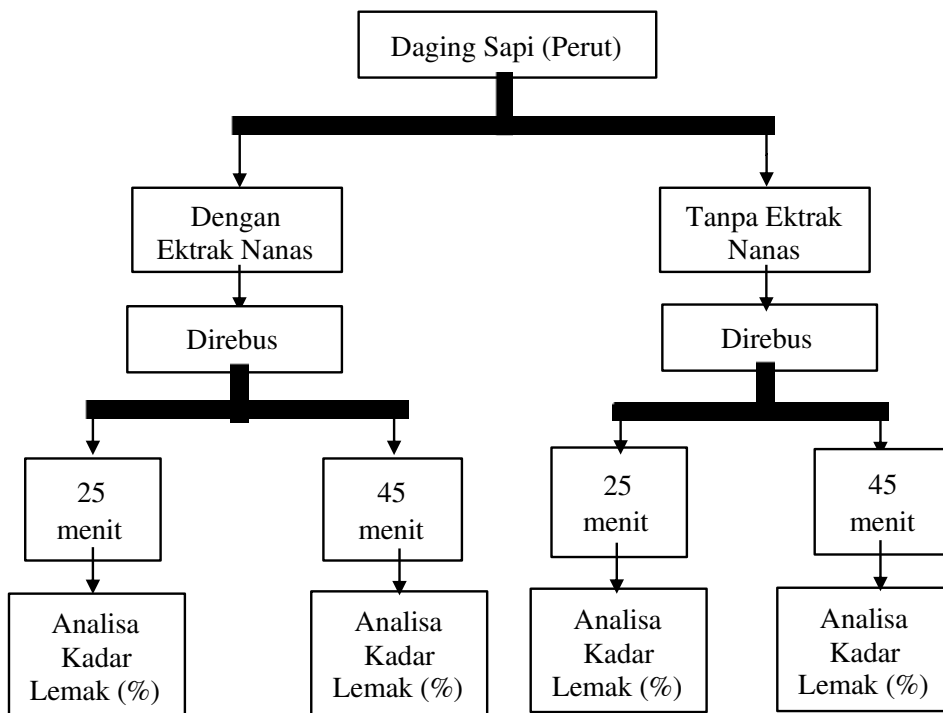 Daging Sapi (Perut)
Dengan
Ektrak Nanas
Tanpa Ektrak
Nanas
Direbus
Direbus
25
menit
45
menit
25
menit
45
menit
Analisa
Kadar
Lemak (%)
Analisa
Kadar
Lemak (%)
Analisa
Kadar
Lemak (%)
Analisa
Kadar
Lemak (%)